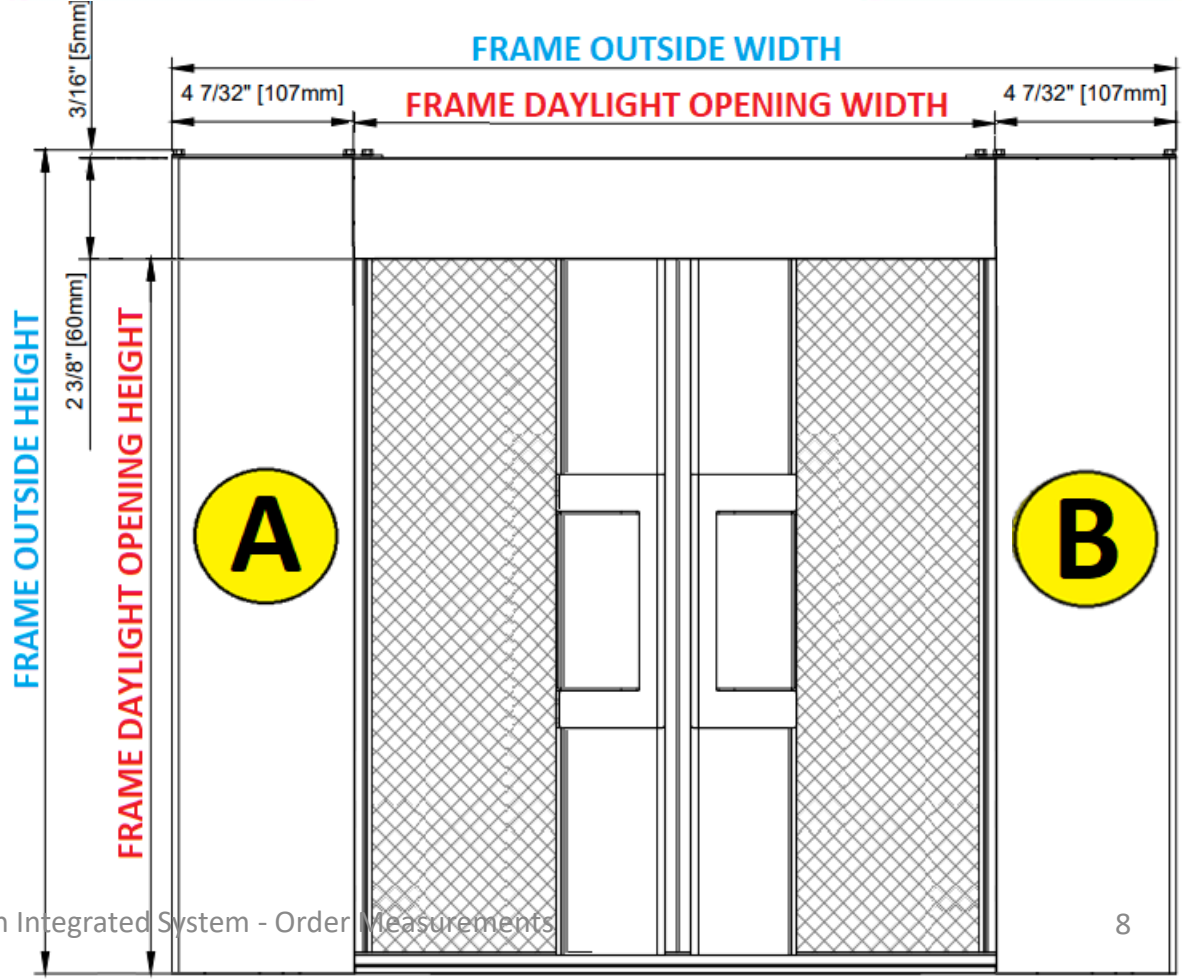 3/16" [5mm]
FRAME OUTSIDE WIDTH
4 7/32" [107mm]
FRAME DAYLIGHT OPENING WIDTH
4 7/32" [107mm]
FRAME OUTSIDE HEIGHT
2 3/8" [60mm]
FRAME DAYLIGHT OPENING HEIGHT
A
B
n Integrated System - Order Measurements
8